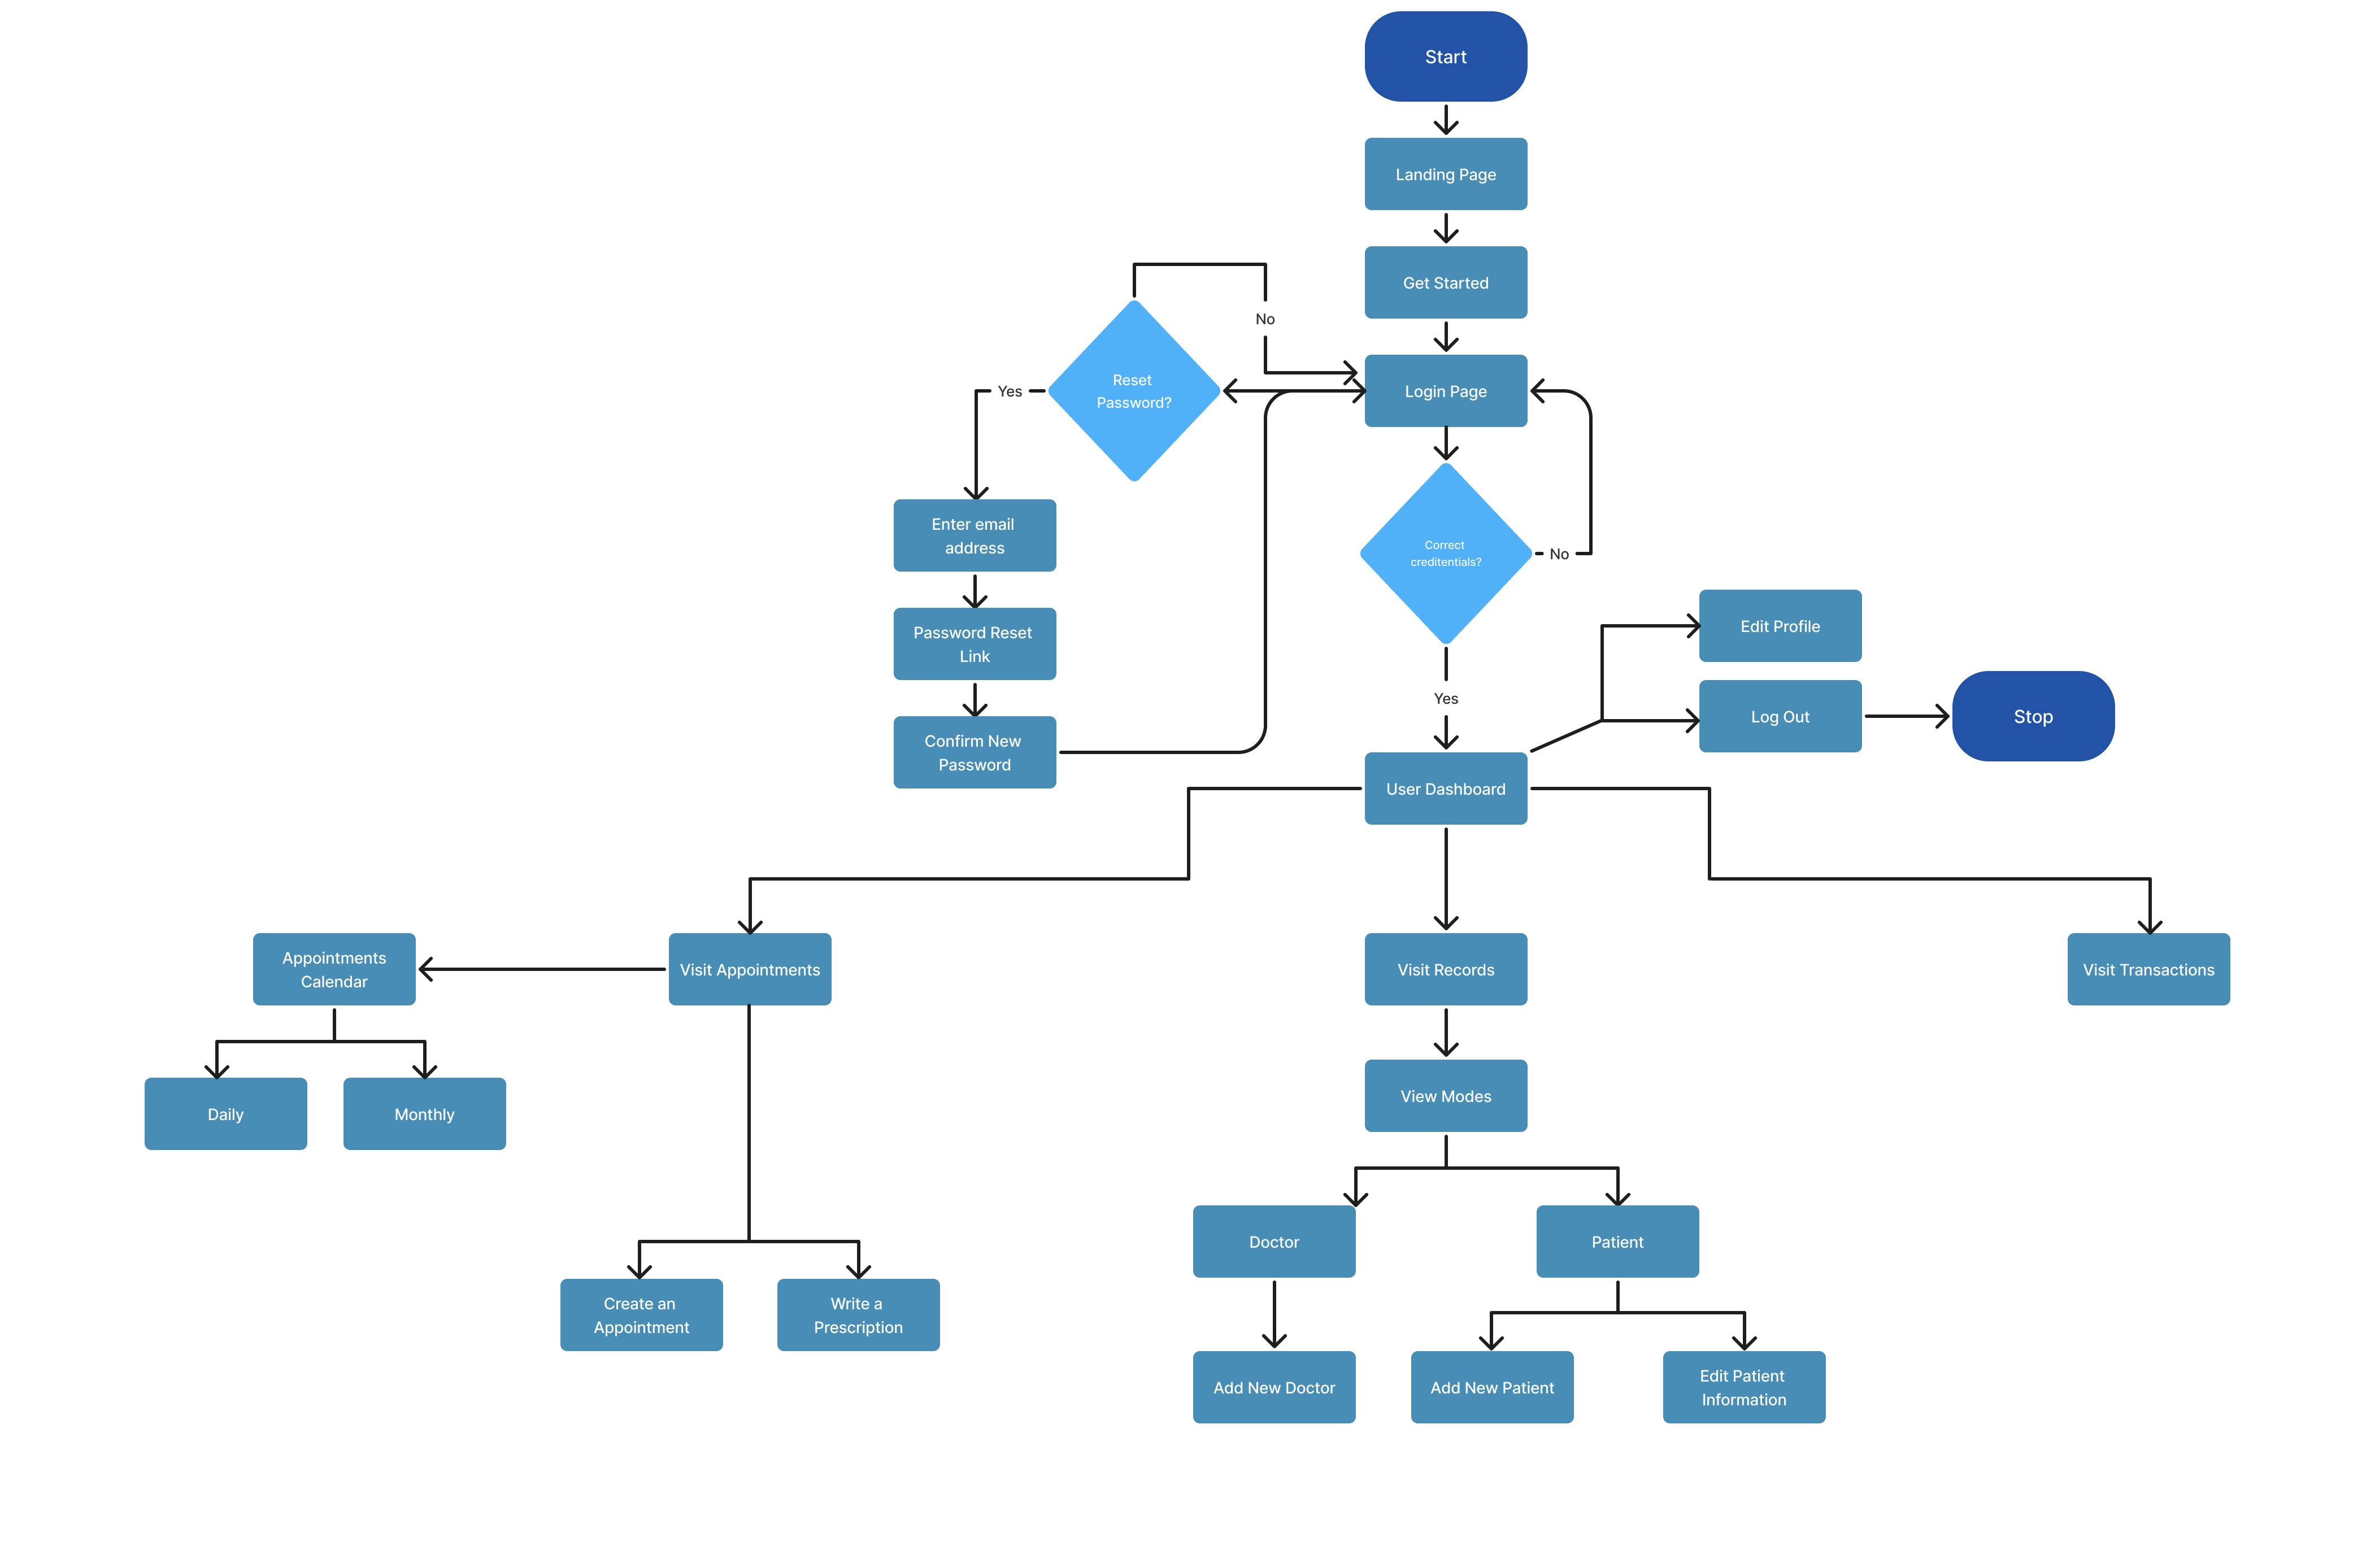 Start
Landing Page
Get Started
No
Reset
Password?
Yes
Login Page
Enter email
address
Correct
creditentials?
No
Password Reset
Link
Edit Profile
Yes
Log Out
Stop
Confirm New
Password
User Dashboard
Appointments
Calendar
Visit Appointments
Visit Records
Visit Transactions
Daily
Monthly
View Modes
Doctor
Patient
Create an
Appointment
Write a
Prescription
Add New Doctor
Add New Patient
Edit Patient
Information